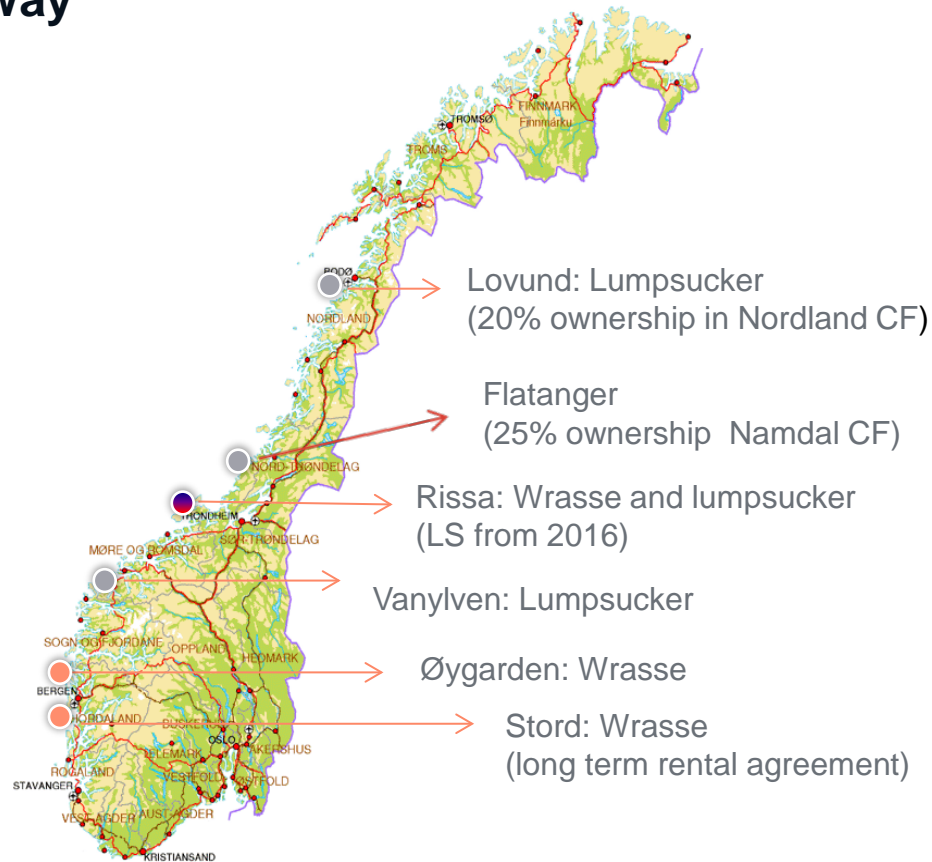 way
FINNMARK
Finnmárku
TROMSØ
TROMS
BODØ
Lovund: Lumpsucker
(20% ownership in Nordland CF)
NORDLAND
Flatanger
(25% ownership Namdal CF)
NORD-TRØNDELAG
Rissa: Wrasse and lumpsucker
(LS from 2016)
TRONDHEIM
SØR-TRØNDELAG
MØRE OG ROMSDAL
Vanylven: Lumpsucker
SOGN OG FJORDANE
OPPLAND
HEDMARK
Øygarden: Wrasse
BERGEN
HORDALAND
Stord: Wrasse
(long term rental agreement)
BUSKERUD
OSLO
AKERSHUS
TELEMARK
ROGALAND
VESTFOLD
ØSTFOLD
STAVANGER
VEST-AGDER
AUST-AGDER
KRISTIANSAND